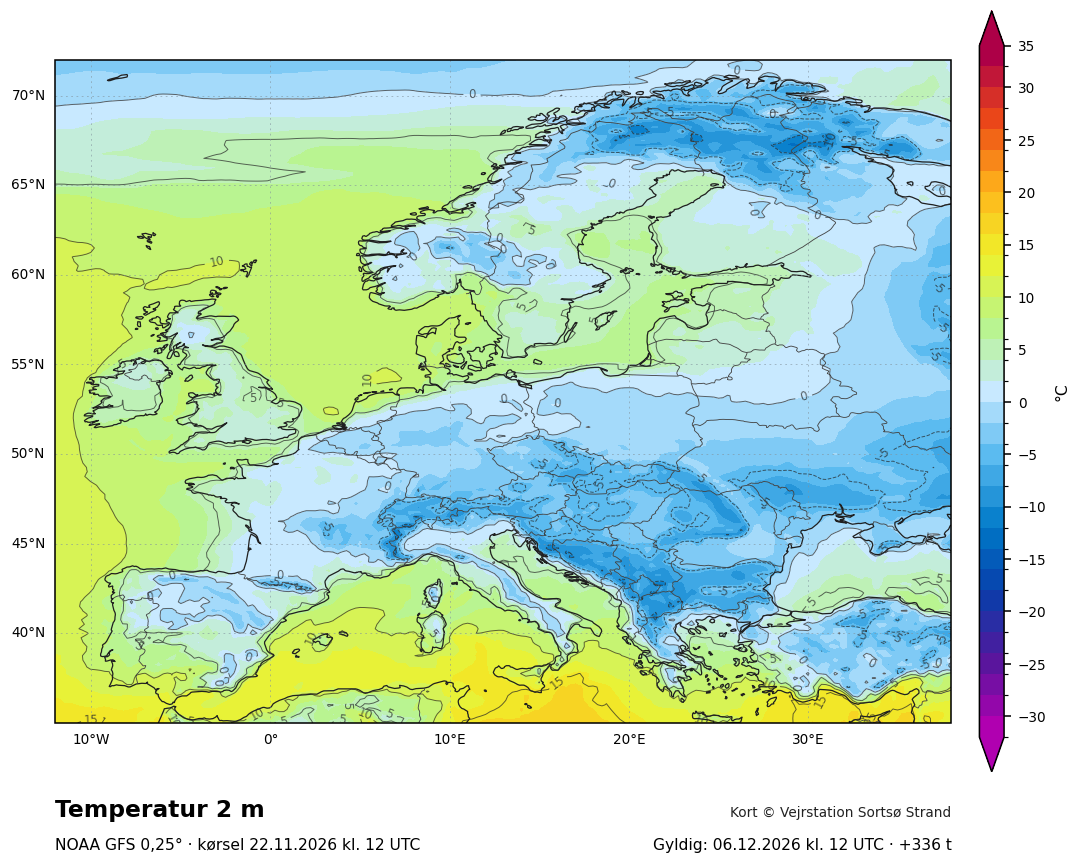 70°N
65°N
60°N
55°N
50°N
45°N
40°N
10°W
0°
10°E
20°E
30°E
35
30
25
20
15
10
5
0
−5
−10
−15
−20
−25
−30
°C
Temperatur 2 m
Kort © Vejrstation Sortsø Strand
NOAA GFS 0,25° · kørsel 22.11.2026 kl. 12 UTC
Gyldig: 06.12.2026 kl. 12 UTC · +336 t